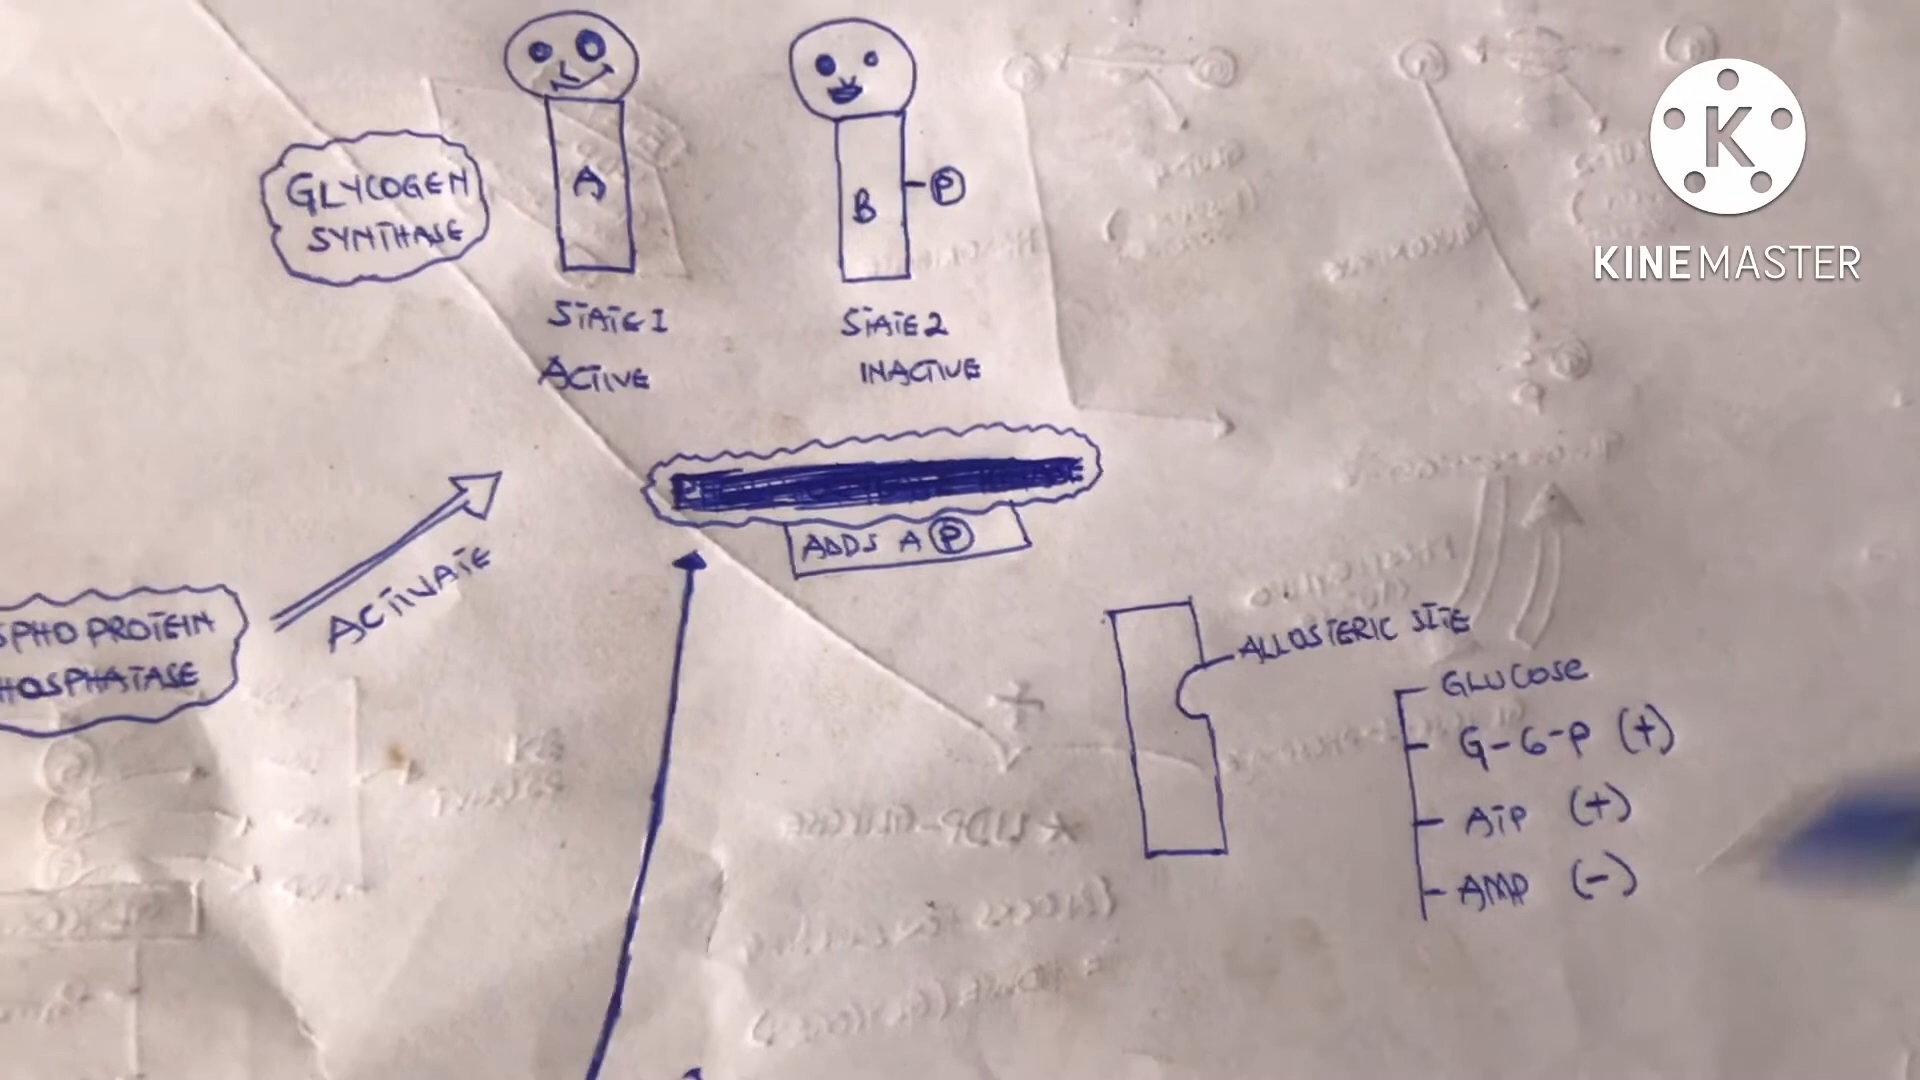 GLYCOGEN
SYNTHASE
A
B
P
STATE 1
ACTIVE
STATE 2
INACTIVE
ADDS A P
ACTIVATE
SPHO PROTEIN
HOSPHATASE
ALLOSTERIC SITE
GLUCOSE
G-6-P (+)
ATP (+)
AMP (-)
K
KINEMASTER